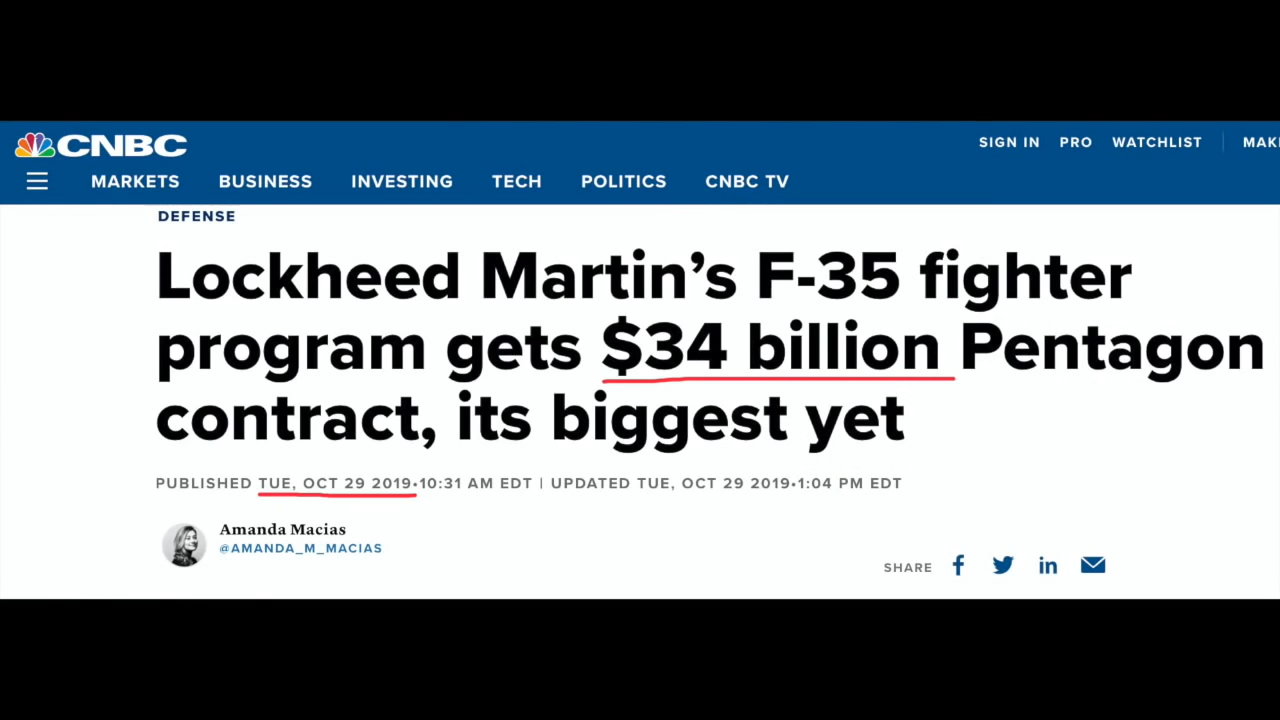 CNBC
SIGN IN PRO WATCHLIST MAKE
MARKETS BUSINESS INVESTING TECH POLITICS CNBC TV
DEFENSE
Lockheed Martin’s F-35 fighter
program gets $34 billion Pentagon
contract, its biggest yet
PUBLISHED TUE, OCT 29 2019•10:31 AM EDT | UPDATED TUE, OCT 29 2019•1:04 PM EDT
Amanda Macias
@AMANDA_M_MACIAS
SHARE